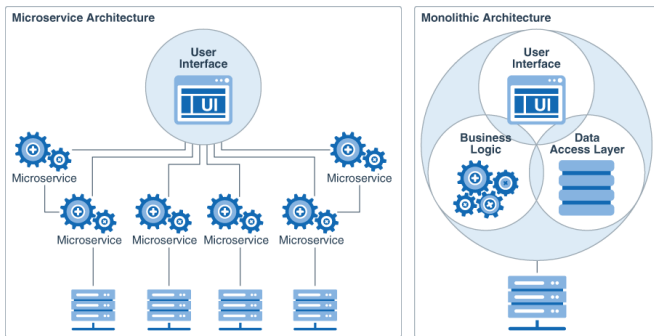 Microservice Architecture
User
Interface
UI
Microservice
Microservice
Microservice
Microservice
Microservice
Microservice
Monolithic Architecture
User
Interface
UI
Business
Logic
Data
Access Layer